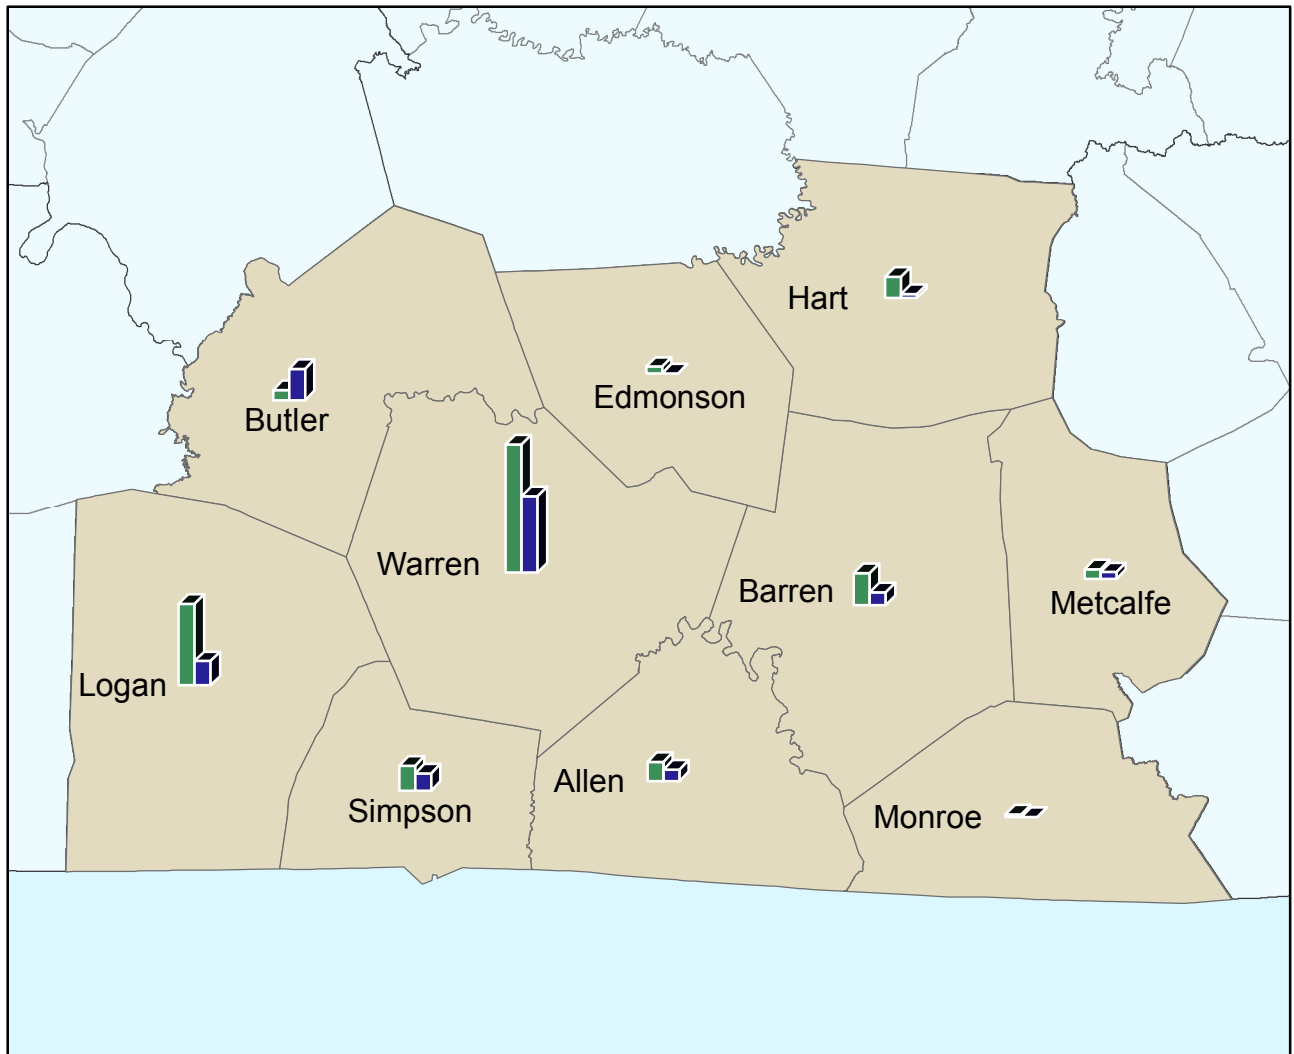 Hart
Edmonson
Butler
Warren
Barren
Metcalfe
Logan
Allen
Simpson
Monroe